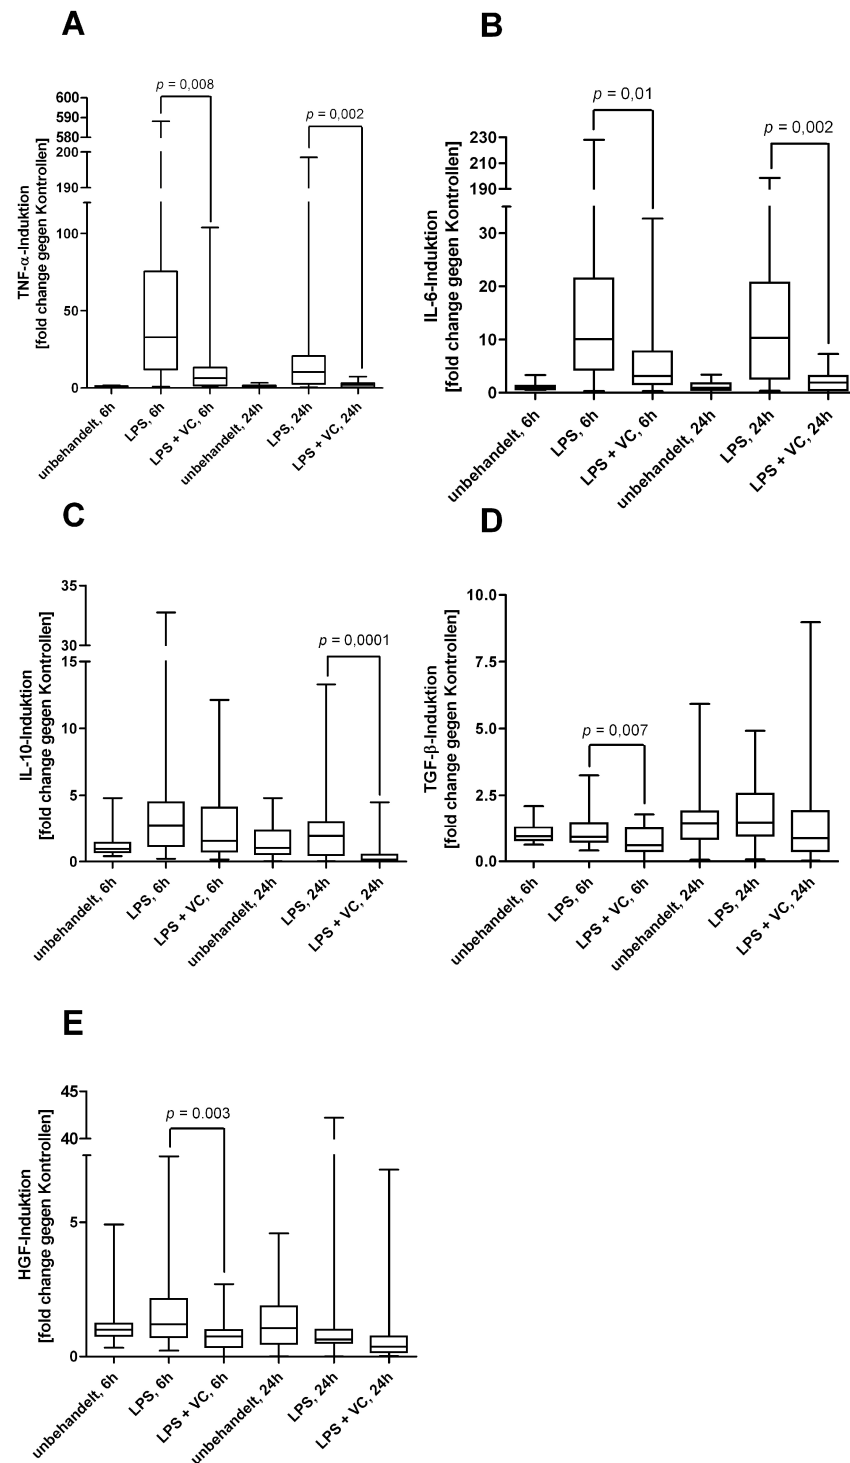 A
TNF-α-Induktion
[fold change gegen Kontrollen]
600
590
580
200
190
100
50
0
p = 0,008
p = 0,002
unbehandelt, 6h
LPS, 6h
LPS + VC, 6h
unbehandelt, 24h
LPS, 24h
LPS + VC, 24h
B
IL-6-Induktion
[fold change gegen Kontrollen]
230
210
190
30
20
10
0
p = 0,01
p = 0,002
unbehandelt, 6h
LPS, 6h
LPS + VC, 6h
unbehandelt, 24h
LPS, 24h
LPS + VC, 24h
C
IL-10-Induktion
[fold change gegen Kontrollen]
35
30
15
10
5
0
p = 0,0001
unbehandelt, 6h
LPS, 6h
LPS + VC, 6h
unbehandelt, 24h
LPS, 24h
LPS + VC, 24h
D
TGF-β-Induktion
[fold change gegen Kontrollen]
10.0
7.5
5.0
2.5
0.0
p = 0,007
unbehandelt, 6h
LPS, 6h
LPS + VC, 6h
unbehandelt, 24h
LPS, 24h
LPS + VC, 24h
E
HGF-Induktion
[fold change gegen Kontrollen]
45
40
5
0
p = 0.003
unbehandelt, 6h
LPS, 6h
LPS + VC, 6h
unbehandelt, 24h
LPS, 24h
LPS + VC, 24h